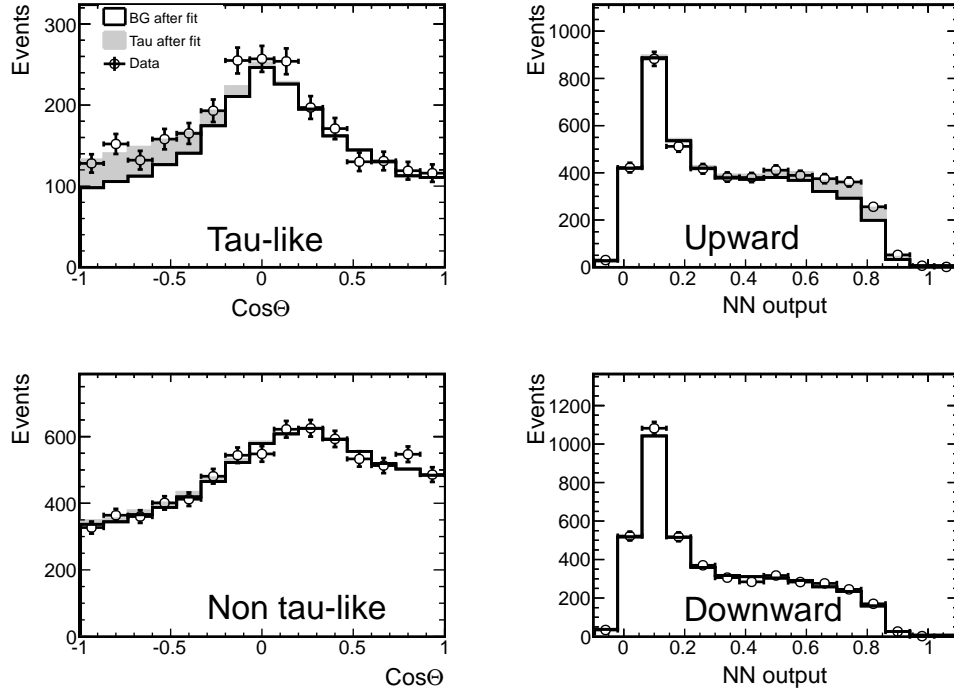 Events
BG after fit
Tau after fit
Data
300
200
100
0
Tau-like
-1 -0.5 0 0.5 1
CosΘ
Events
1000
800
600
400
200
0
Upward
0 0.2 0.4 0.6 0.8 1
NN output
Events
600
400
200
0
Non tau-like
-1 -0.5 0 0.5 1
CosΘ
Events
1200
1000
800
600
400
200
0
Downward
0 0.2 0.4 0.6 0.8 1
NN output